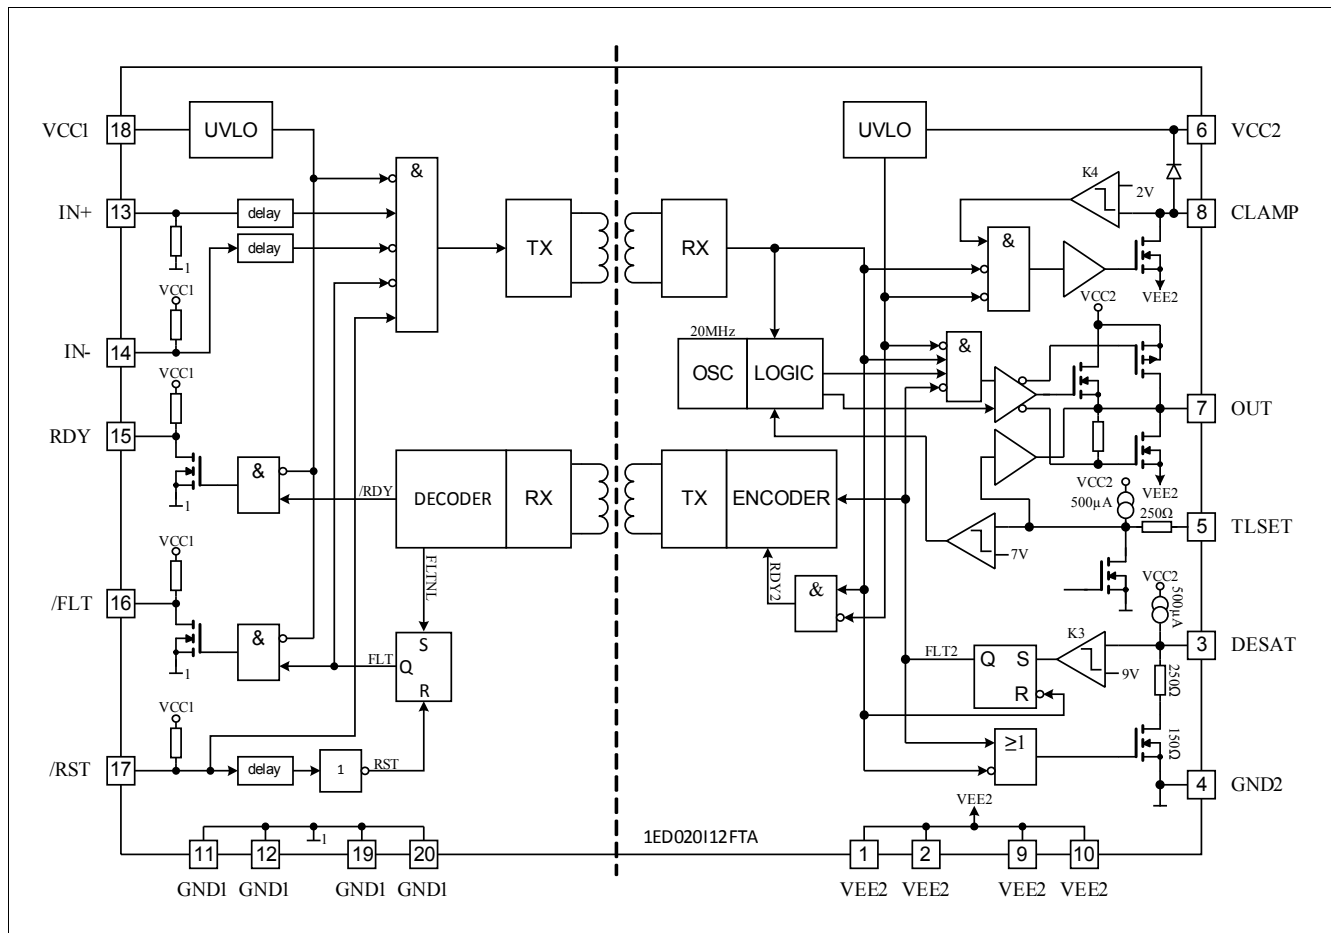 VCC1
18
UVLO
UVLO
6
VCC2
&
K4
2V
IN+
13
delay
8
CLAMP
delay
TX
RX
&
1
VCC1
VEE2
VCC2
IN-
14
20MHz
OSC
LOGIC
&
VCC1
7
OUT
RDY
15
&
/RDY
DECODER
RX
TX
ENCODER
VCC2
500µA
VEE2
250Ω
5
TLSET
1
7V
VCC1
FLTNL
RDY2
&
VCC2
500µA
/FLT
16
&
FLT
S
Q
R
FLT2
Q
S
R
K3
9V
3
DESAT
250Ω
1
VCC1
≥1
150Ω
/RST
17
delay
1
RST
4
GND2
VEE2
1
1ED020I12FTA
11
12
19
20
1
2
9
10
GND1
GND1
GND1
GND1
VEE2
VEE2
VEE2
VEE2